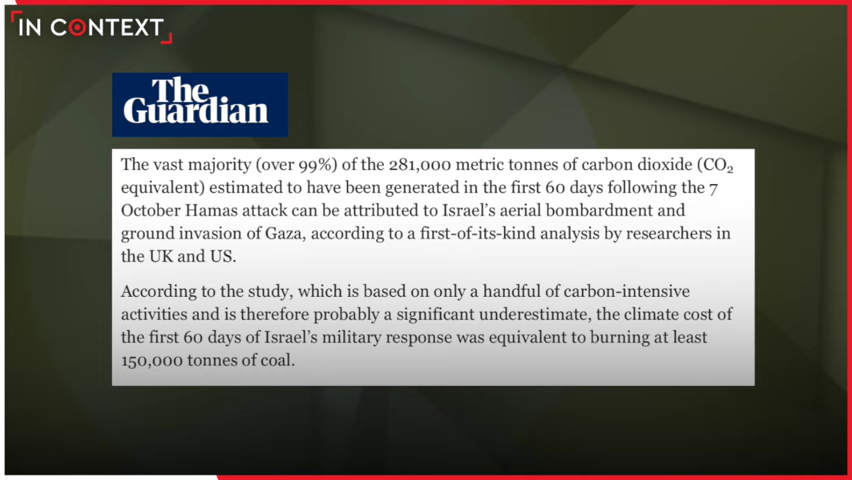 IN CONTEXT
The
Guardian
The vast majority (over 99%) of the 281,000 metric tonnes of carbon dioxide (CO₂
equivalent) estimated to have been generated in the first 60 days following the 7
October Hamas attack can be attributed to Israel's aerial bombardment and
ground invasion of Gaza, according to a first-of-its-kind analysis by researchers in
the UK and US.
According to the study, which is based on only a handful of carbon-intensive
activities and is therefore probably a significant underestimate, the climate cost of
the first 60 days of Israel's military response was equivalent to burning at least
150,000 tonnes of coal.